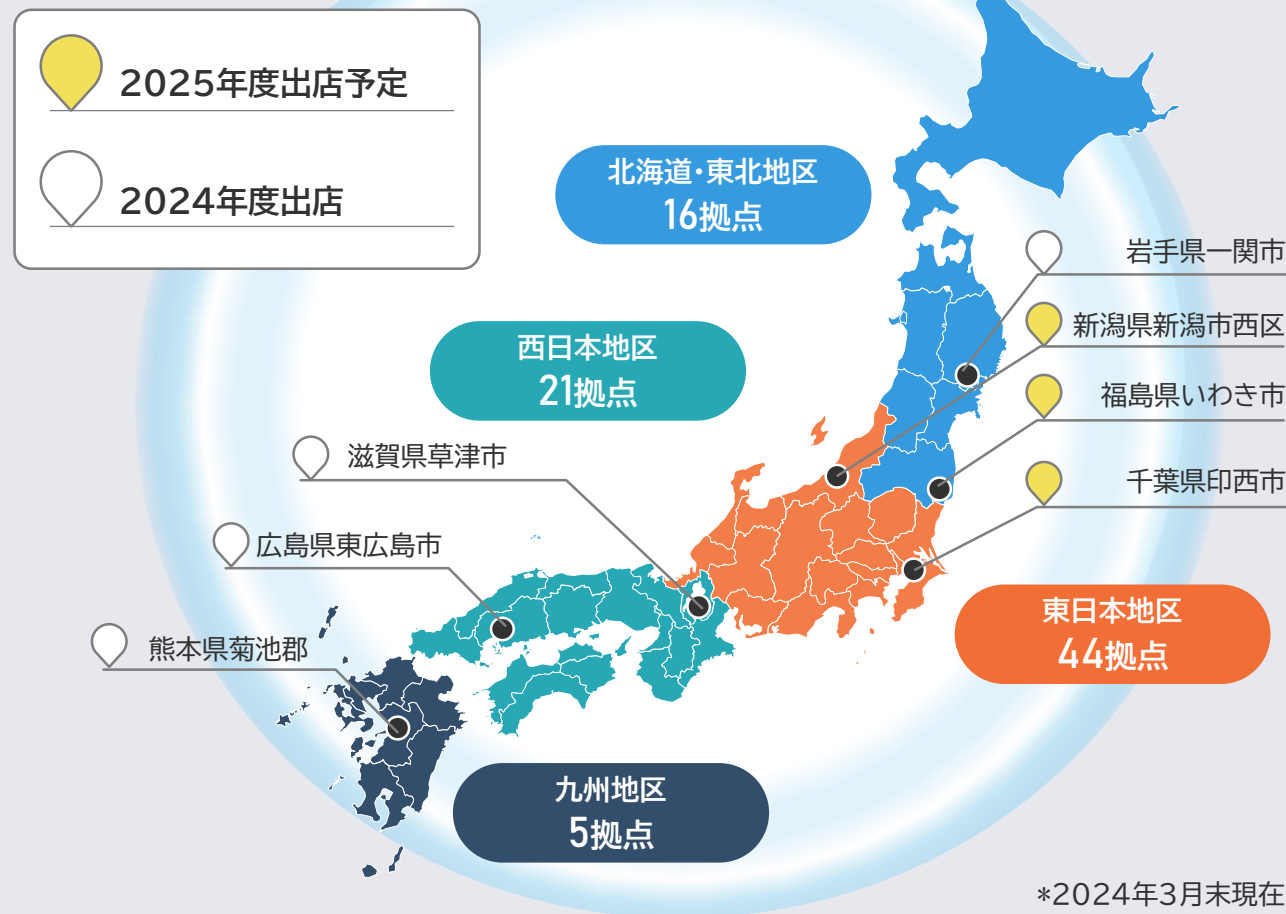 2025年度出店予定
2024年度出店
北海道・東北地区
16拠点
岩手県一関市
新潟県新潟市西区
福島県いわき市
千葉県印西市
西日本地区
21拠点
滋賀県草津市
広島県東広島市
熊本県菊池郡
東日本地区
44拠点
九州地区
5拠点
*2024年3月末現在